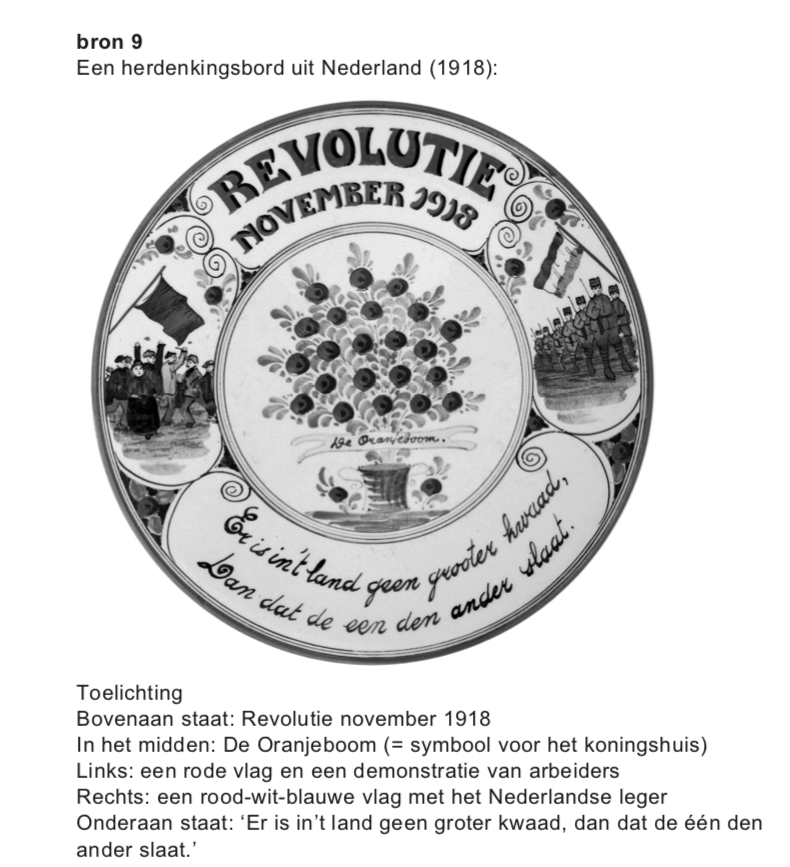 bron 9
Een herdenkingsbord uit Nederland (1918):
REVOLUTIE
NOVEMBER 1918
De Oranjeboom.
Er is in't land geen grooter kwaad,
Dan dat de een den ander slaat.
Toelichting
Bovenaan staat: Revolutie november 1918
In het midden: De Oranjeboom (= symbool voor het koningshuis)
Links: een rode vlag en een demonstratie van arbeiders
Rechts: een rood-wit-blauwe vlag met het Nederlandse leger
Onderaan staat: ‘Er is in’t land geen groter kwaad, dan dat de één den
ander slaat.’